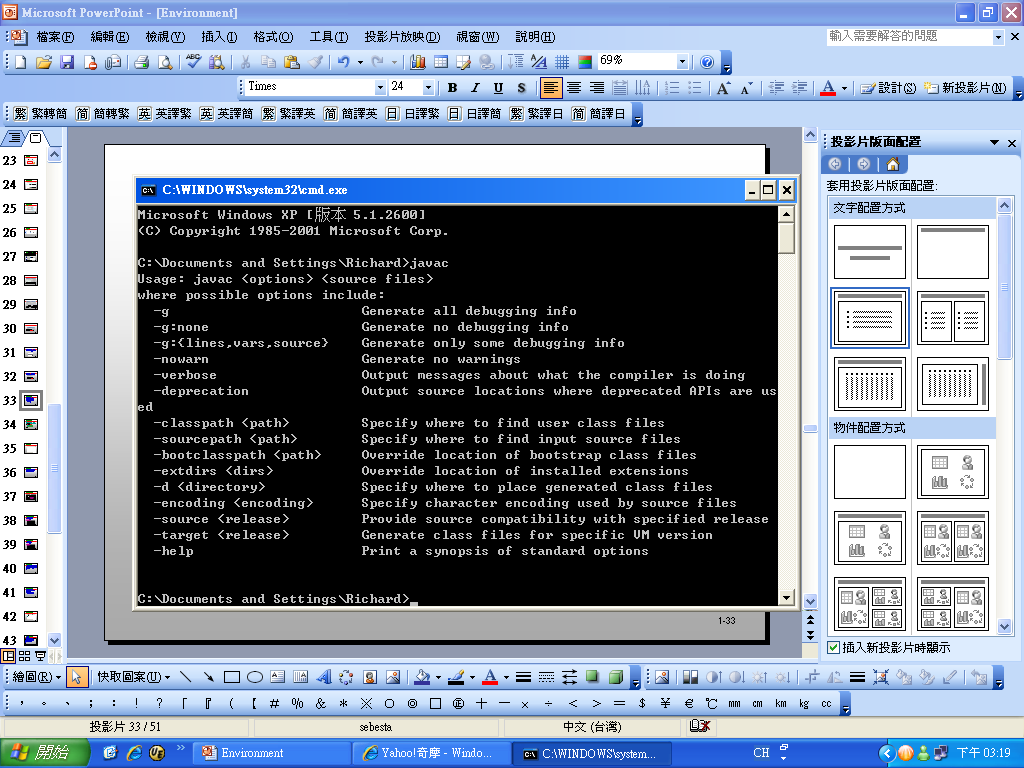 Microsoft PowerPoint - [Environment]
檔案(F) 編輯(E) 檢視(V) 插入(I) 格式(O) 工具(T) 投影片放映(D) 視窗(W) 說明(H) 輸入需要解答的問題
69%
Times 24 B I U S A A A 設計(S) 新投影片(N)
繁 繁轉簡 简 簡轉繁 英 英譯繁 英 英譯簡 繁 繁譯英 简 簡譯英 日 日譯繁 日 日譯簡 繁 繁譯日 简 簡譯日
23
24
25
26
27
28
29
30
31
32
33
34
35
36
37
38
39
40
41
42
43
C:\WINDOWS\system32\cmd.exe
Microsoft Windows XP [版本 5.1.2600]
(C) Copyright 1985-2001 Microsoft Corp.
C:\Documents and Settings\Richard>javac
Usage: javac <options> <source files>
where possible options include:
-g Generate all debugging info
-g:none Generate no debugging info
-g:{lines,vars,source} Generate only some debugging info
-nowarn Generate no warnings
-verbose Output messages about what the compiler is doing
-deprecation Output source locations where deprecated APIs are us
ed
-classpath <path> Specify where to find user class files
-sourcepath <path> Specify where to find input source files
-bootclasspath <path> Override location of bootstrap class files
-extdirs <dirs> Override location of installed extensions
-d <directory> Specify where to place generated class files
-encoding <encoding> Specify character encoding used by source files
-source <release> Provide source compatibility with specified release
-target <release> Generate class files for specific VM version
-help Print a synopsis of standard options
C:\Documents and Settings\Richard>
1-33
投影片版面配置
套用投影片版面配置:
文字配置方式
物件配置方式
插入新投影片時顯示
繪圖(R) 快取圖案(U)
， 、 。 ； ： ！ ？ 「 『 （ 【 # % & * ※ ╳ ○ ◎ □ ㊣ + － × ÷ ＜ ＞ = $ ¥ € ℃ mm cm km kg cc
投影片 33 / 51 sebesta 中文 (台灣)
開始 Environment Yahoo!奇摩 - Windo... C:\WINDOWS\system... CH 下午 03:19